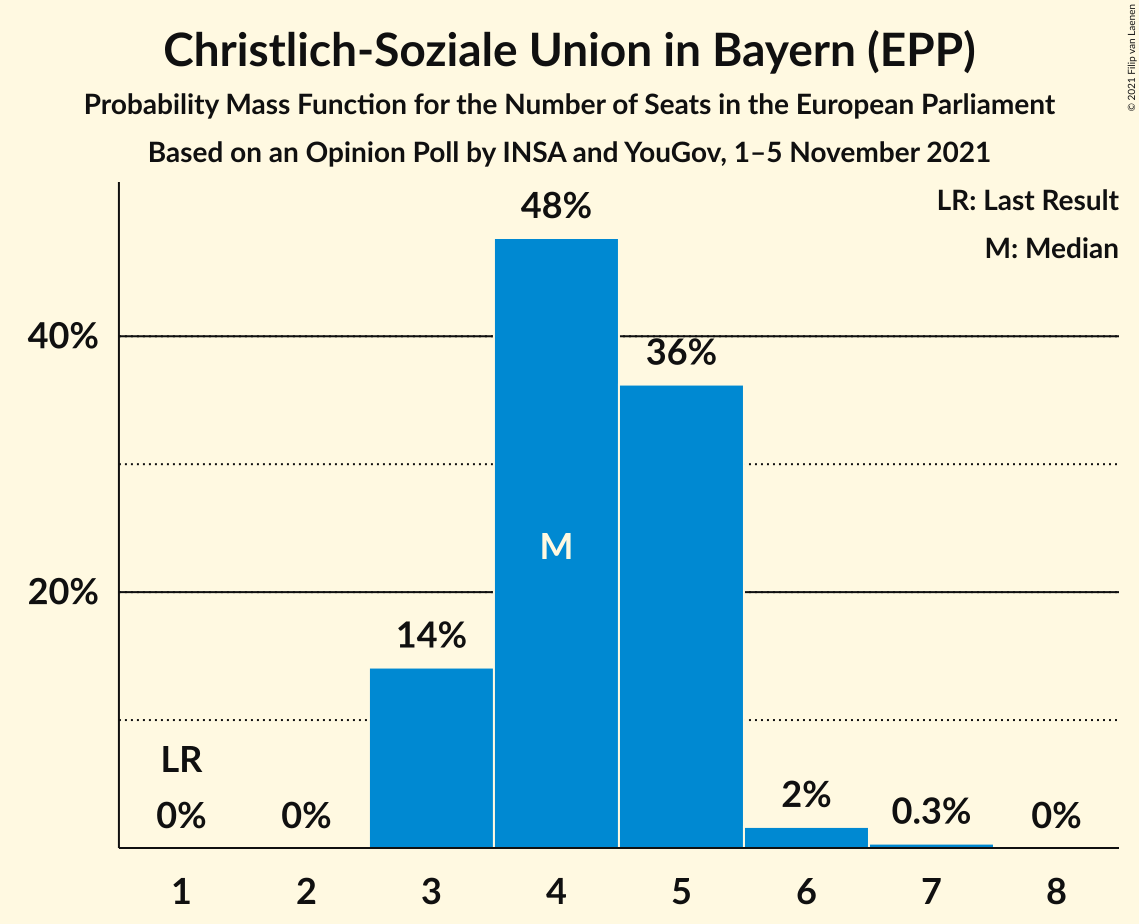 Christlich-Soziale Union in Bayern (EPP)
Probability Mass Function for the Number of Seats in the European Parliament
Based on an Opinion Poll by INSA and YouGov, 1–5 November 2021
© 2021 Filip van Laenen
LR: Last Result
M: Median
48%
40%
36%
M
20%
14%
LR
0%
0%
2%
0.3%
0%
1 2 3 4 5 6 7 8